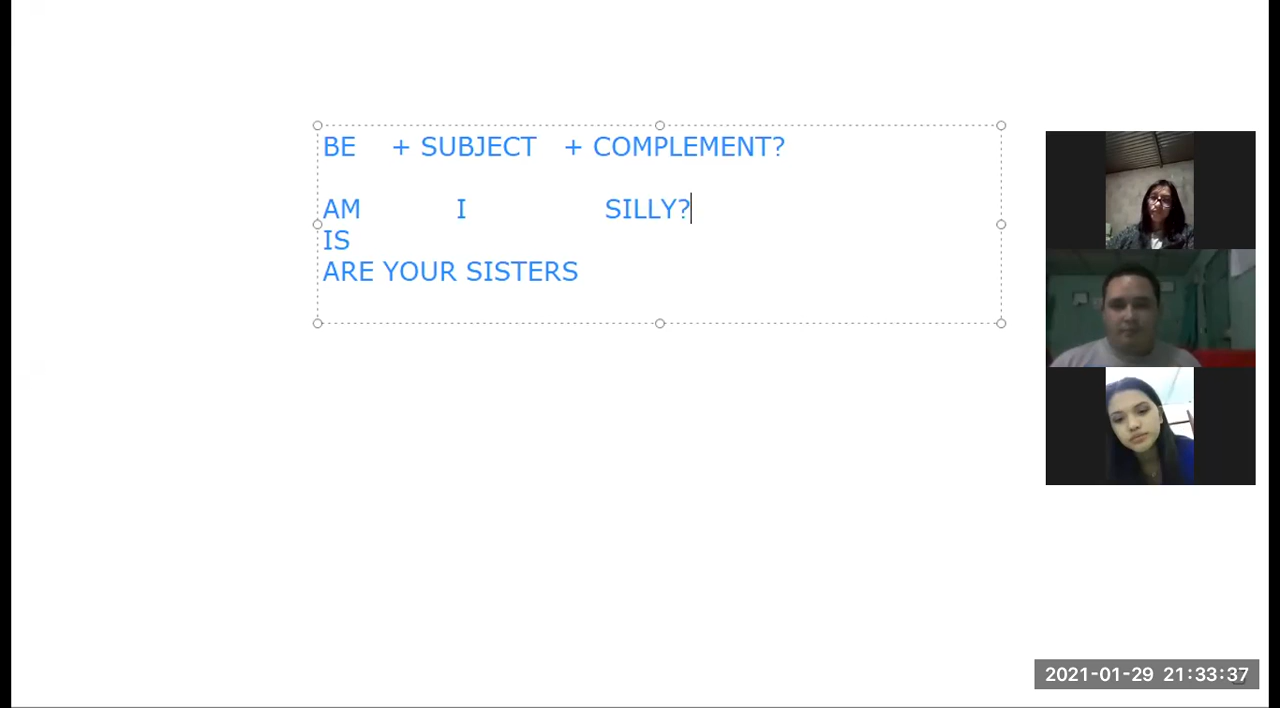 BE + SUBJECT + COMPLEMENT?
AM I SILLY?
IS
ARE YOUR SISTERS
2021-01-29 21:33:37